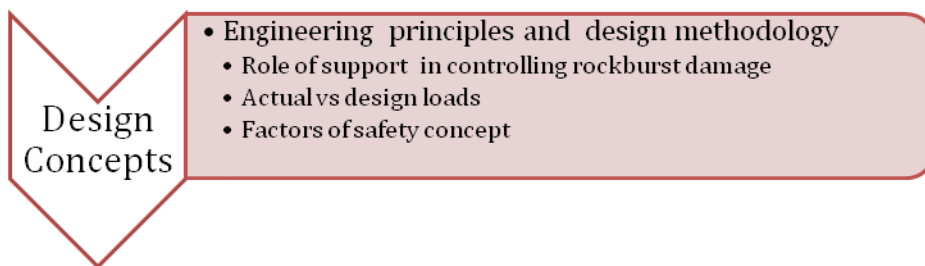 Design
Concepts
• Engineering principles and design methodology
• Role of support in controlling rockburst damage
• Actual vs design loads
• Factors of safety concept